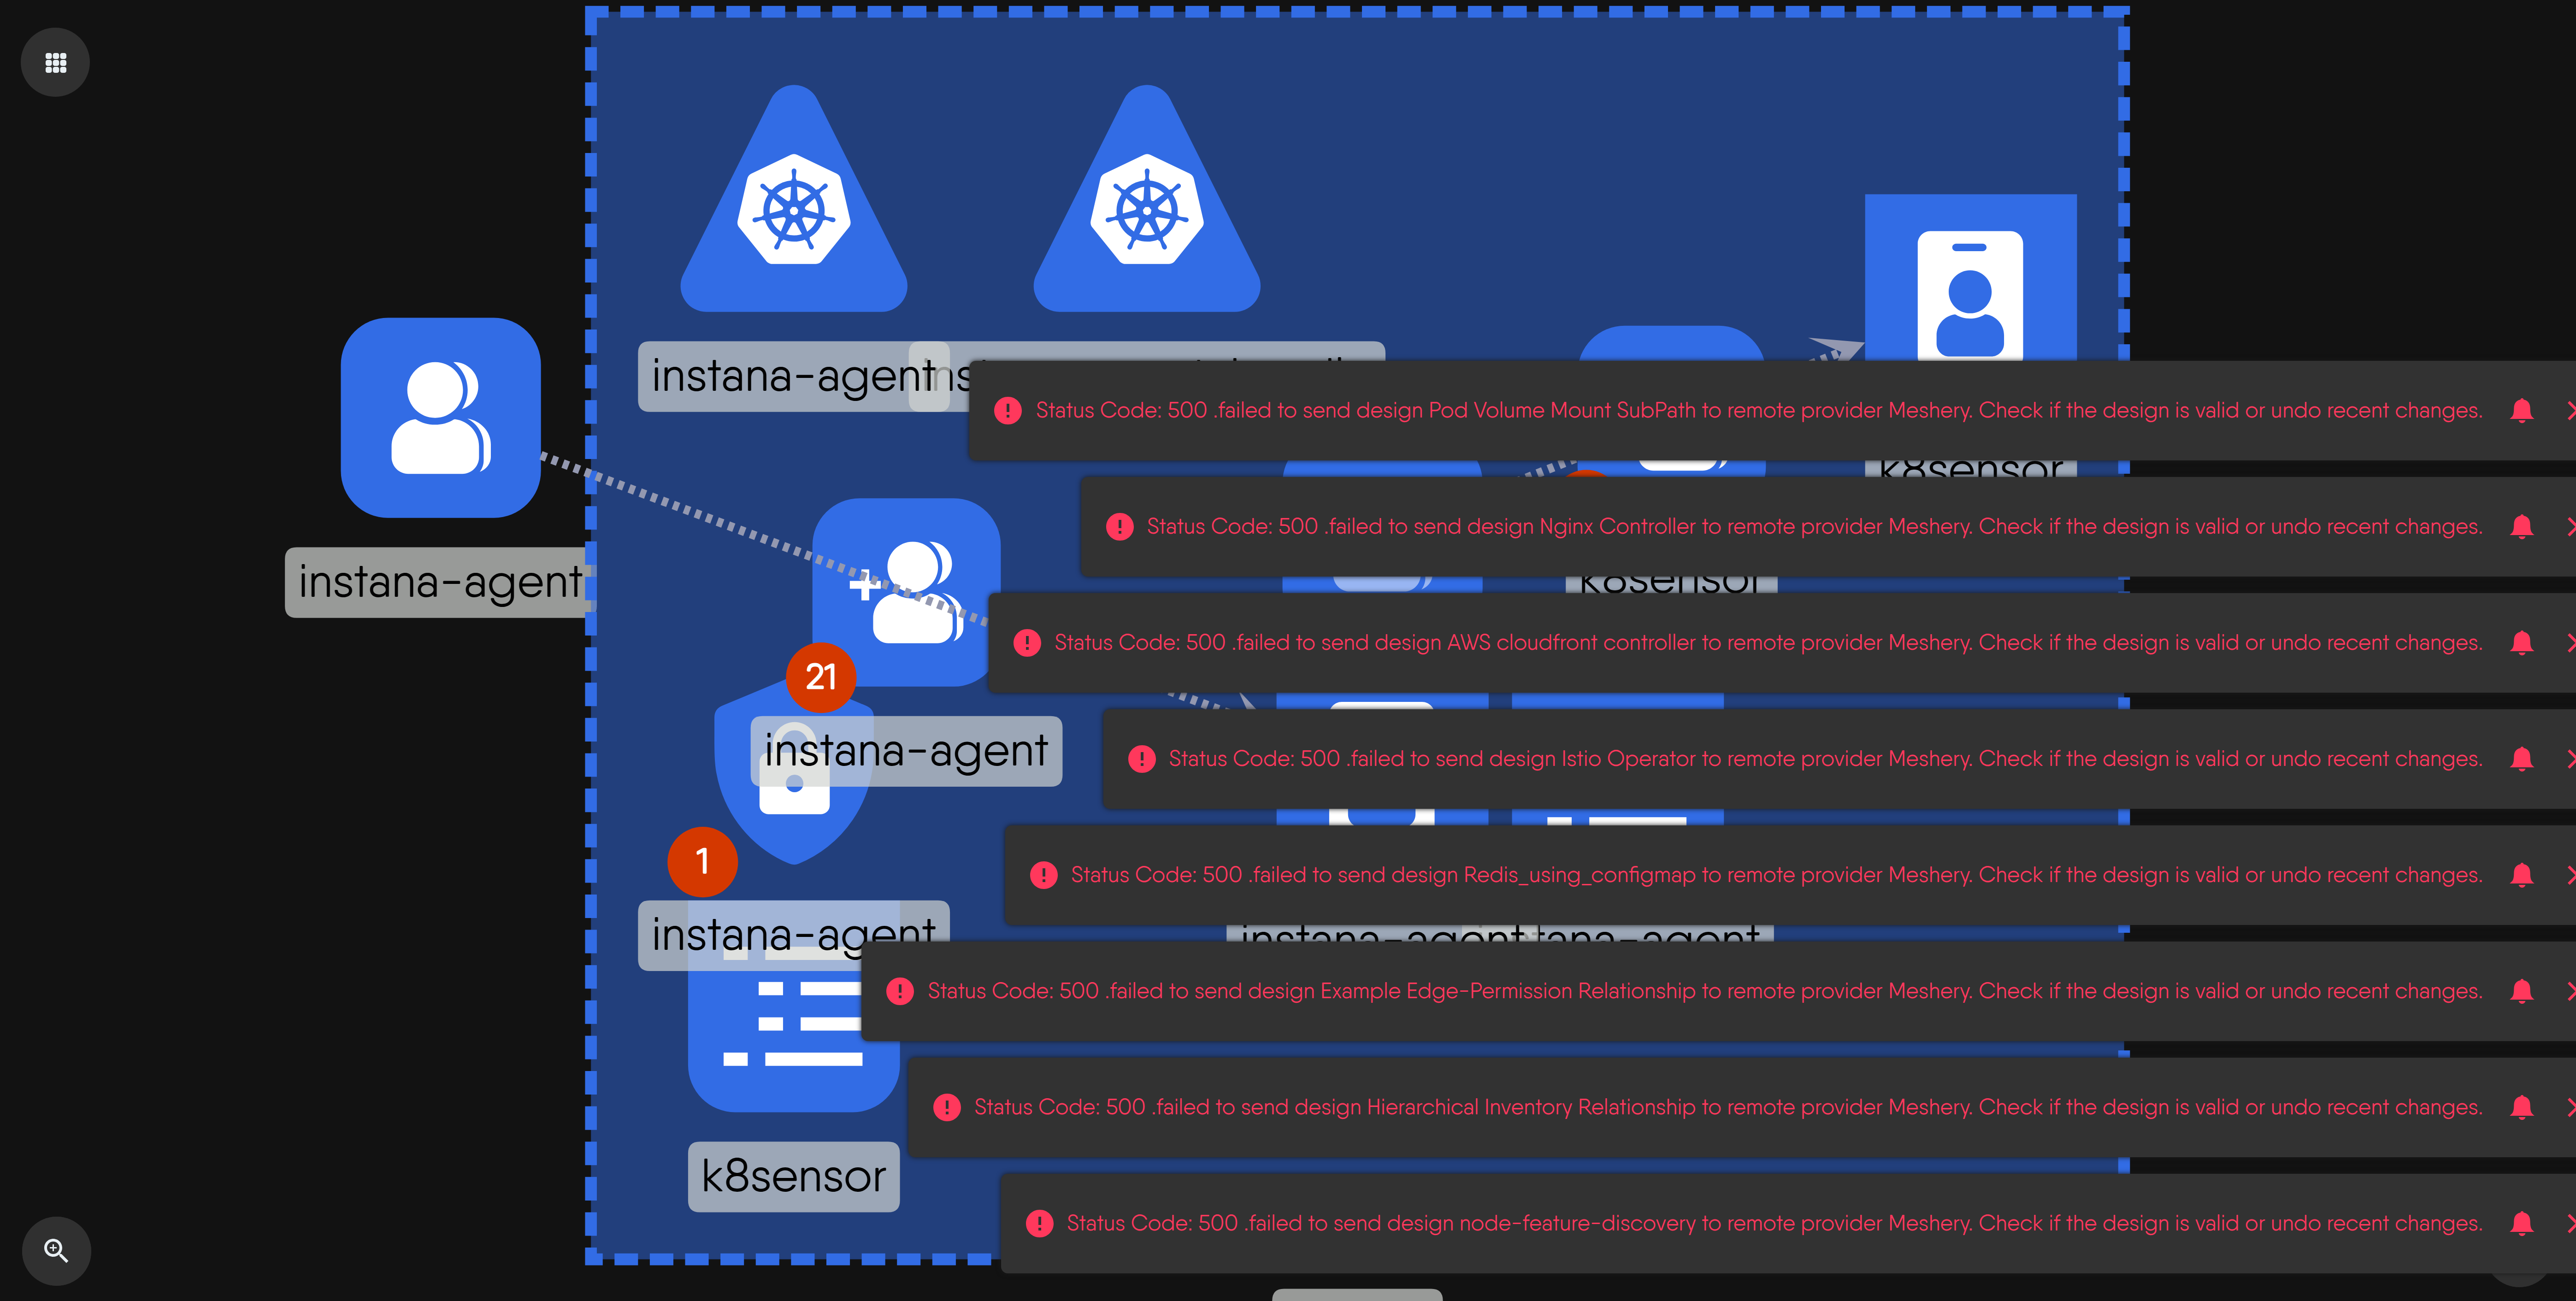 instana-agent
Status Code: 500 .failed to send design Pod Volume Mount SubPath to remote provider Meshery. Check if the design is valid or undo recent changes.
k8sensor
Status Code: 500 .failed to send design Nginx Controller to remote provider Meshery. Check if the design is valid or undo recent changes.
k8sensor
instana-agent
Status Code: 500 .failed to send design AWS cloudfront controller to remote provider Meshery. Check if the design is valid or undo recent changes.
21
instana-agent
Status Code: 500 .failed to send design Istio Operator to remote provider Meshery. Check if the design is valid or undo recent changes.
1
Status Code: 500 .failed to send design Redis_using_configmap to remote provider Meshery. Check if the design is valid or undo recent changes.
instana-agent
instana-agent tana-agent
Status Code: 500 .failed to send design Example Edge-Permission Relationship to remote provider Meshery. Check if the design is valid or undo recent changes.
Status Code: 500 .failed to send design Hierarchical Inventory Relationship to remote provider Meshery. Check if the design is valid or undo recent changes.
k8sensor
Status Code: 500 .failed to send design node-feature-discovery to remote provider Meshery. Check if the design is valid or undo recent changes.